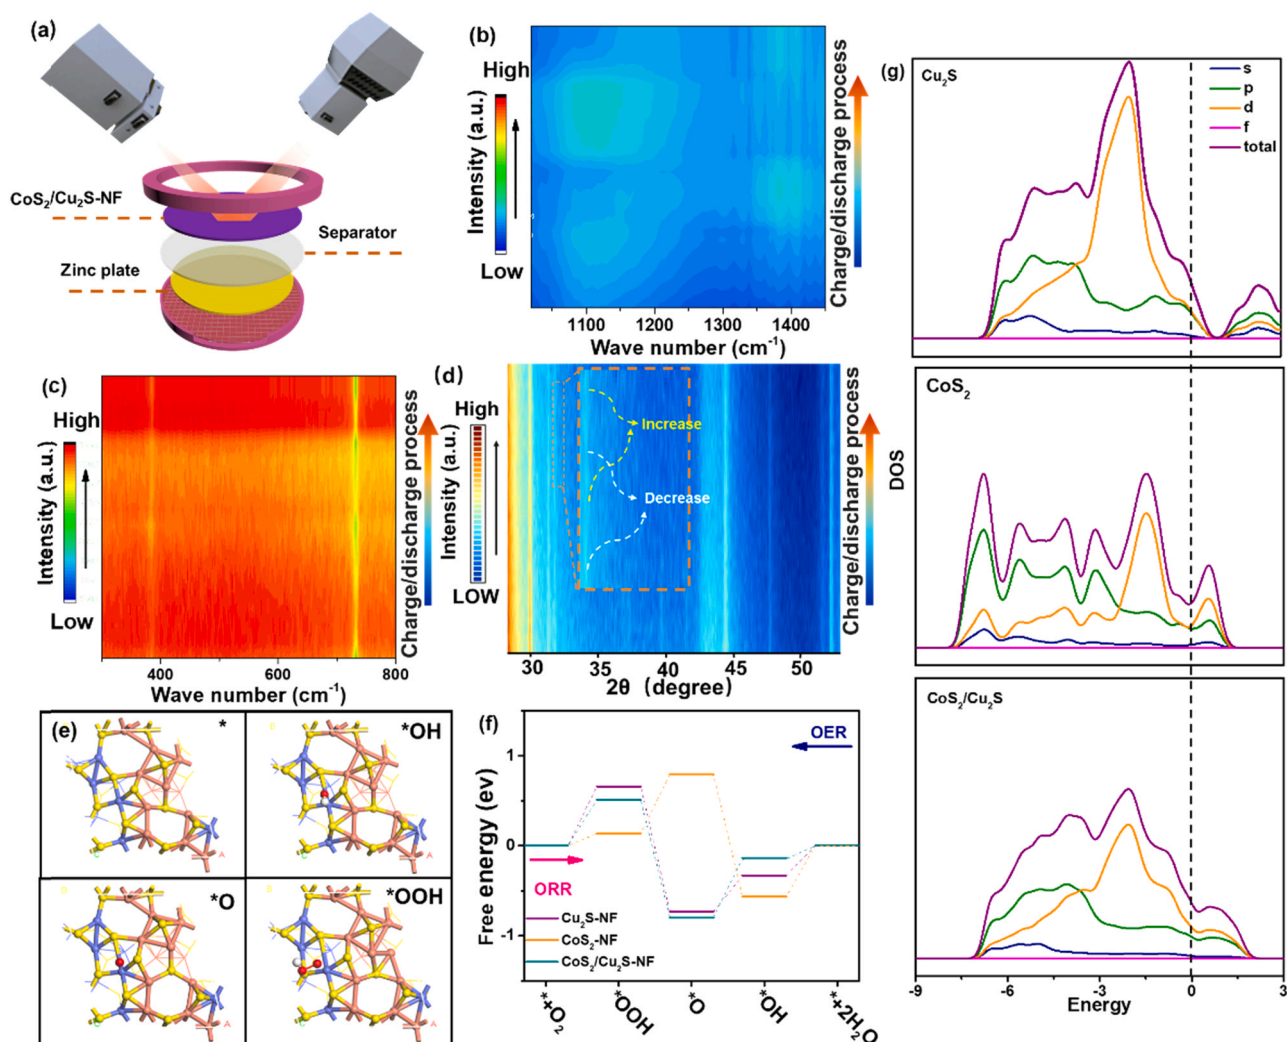 (a)
CoS2/Cu2S-NF
Separator
Zinc plate
(b)
High
Intensity (a.u.)
Low
1100 1200 1300 1400
Wave number (cm-1)
Charge/discharge process
(c)
High
Intensity (a.u.)
Low
400 600 800
Wave number (cm-1)
Charge/discharge process
(d)
High
Intensity (a.u.)
LOW
Increase
Decrease
30 35 40 45 50
2θ (degree)
Charge/discharge process
(e)
*
*OH
*O
*OOH
A
A
(f)
OER
1
0
-1
Free energy (ev)
ORR
Cu2S-NF
CoS2-NF
CoS2/Cu2S-NF
*+O2
*OOH
*O
*OH
*+2H2O
(g)
Cu2S
s
p
d
f
total
CoS2
DOS
CoS2/Cu2S
-9 -6 -3 0 3
Energy